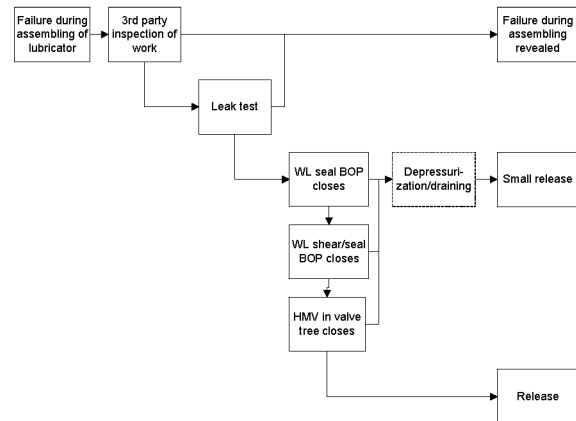 Failure during
assembling of
lubricator
3rd party
inspection of
work
Failure during
assembling
revealed
Leak test
WL seal BOP
closes
Depressuri-
zation/draining
Small release
WL shear/seal
BOP closes
HMV in valve
tree closes
Release